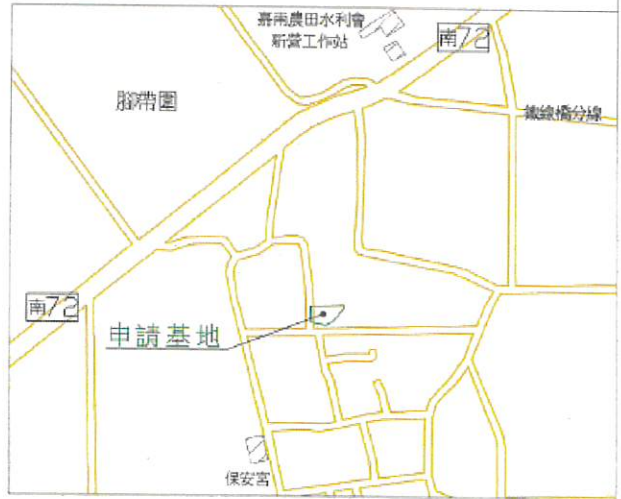 嘉南農田水利會
新營工作站
南72
腳帶圍
鐵線橋分線
南72
申請基地
保安宮